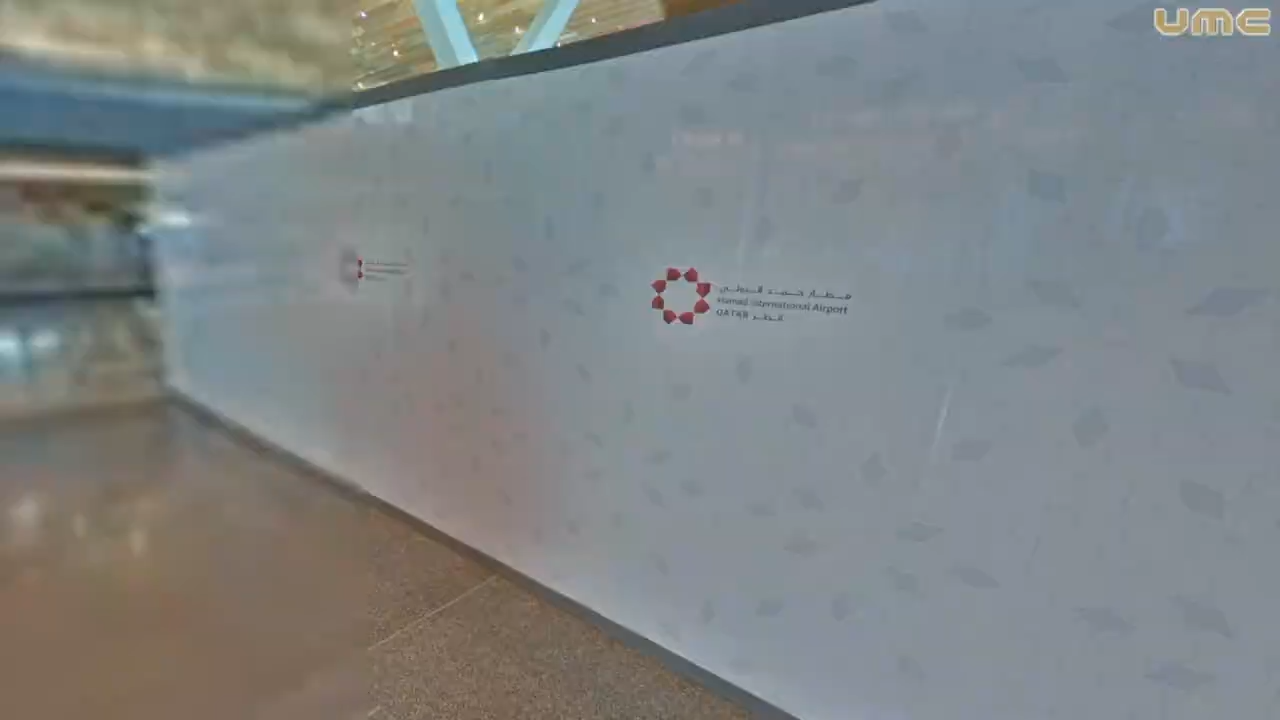 UMC
مطار حمد الدولي
Hamad International Airport
QATAR قطر